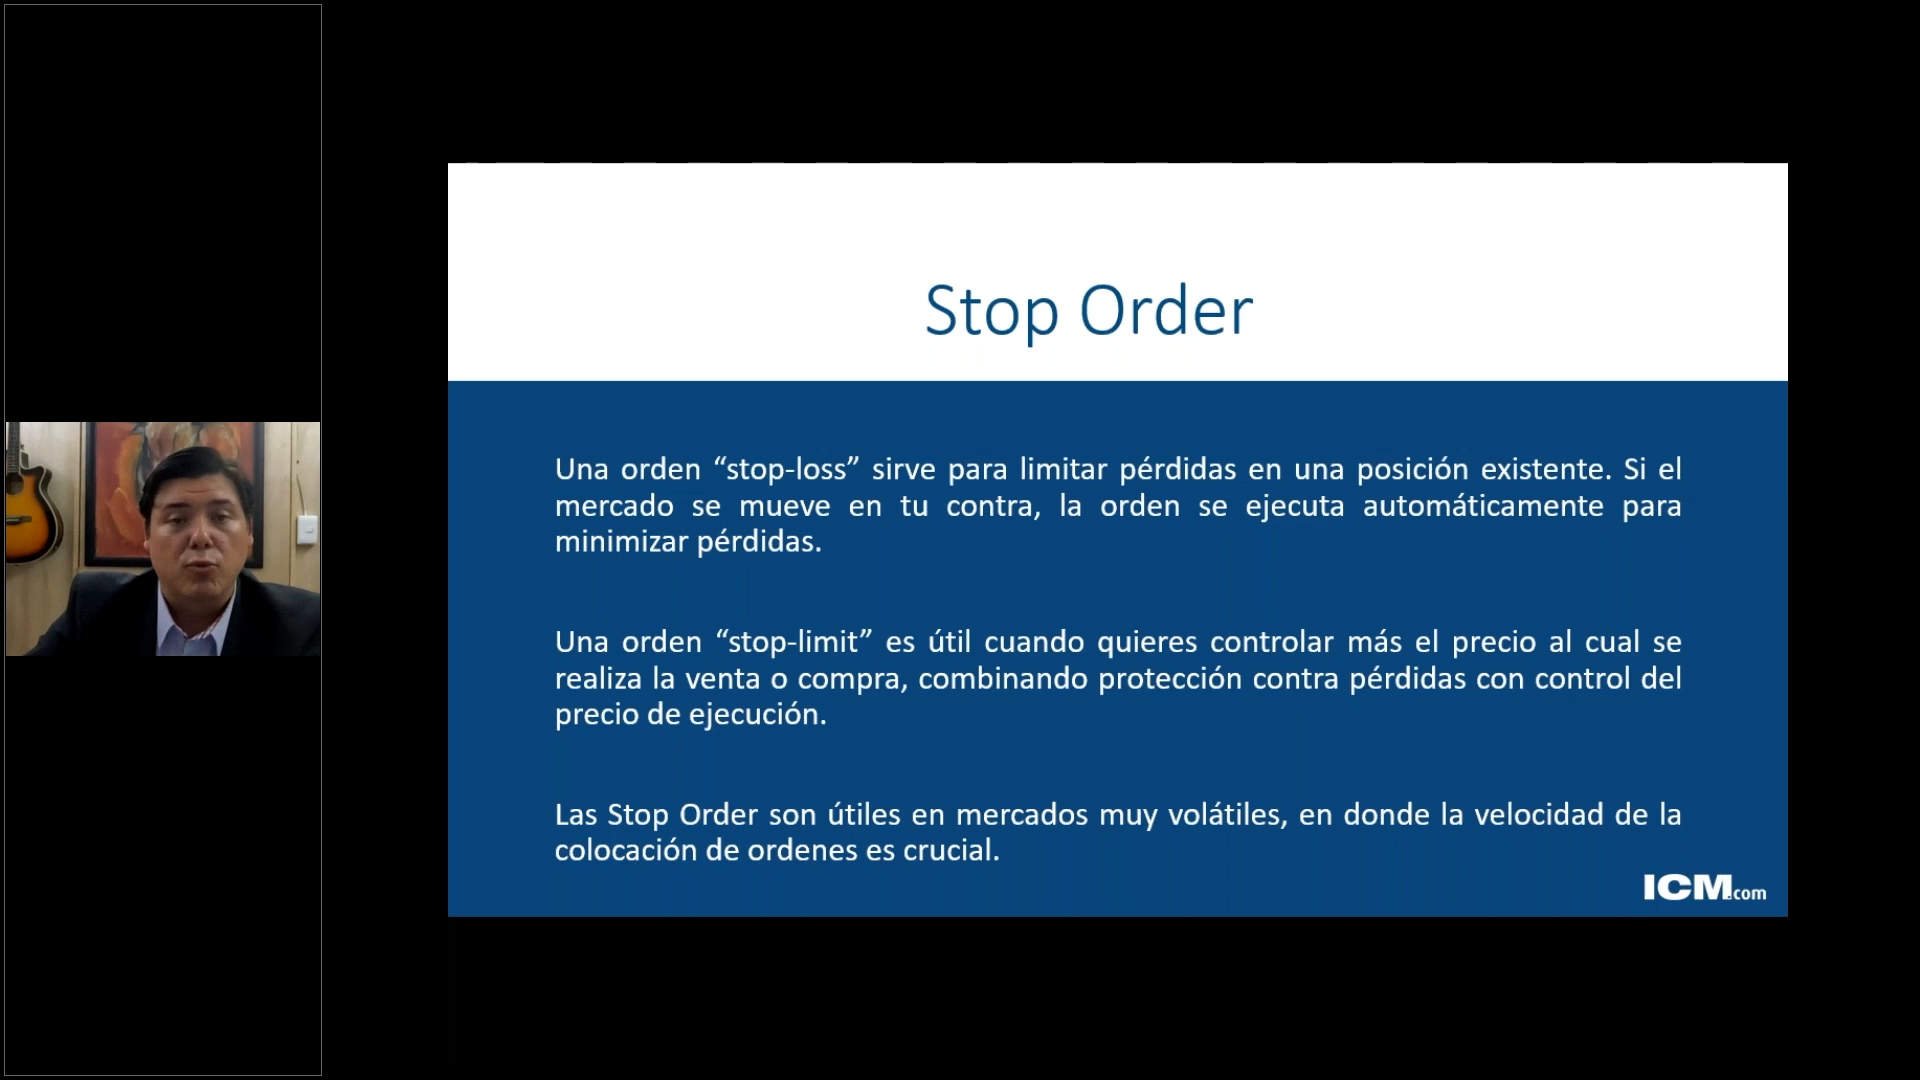 Stop Order
Una orden “stop-loss” sirve para limitar pérdidas en una posición existente. Si el
mercado se mueve en tu contra, la orden se ejecuta automáticamente para
minimizar pérdidas.
Una orden “stop-limit” es útil cuando quieres controlar más el precio al cual se
realiza la venta o compra, combinando protección contra pérdidas con control del
precio de ejecución.
Las Stop Order son útiles en mercados muy volátiles, en donde la velocidad de la
colocación de ordenes es crucial.
ICM.com